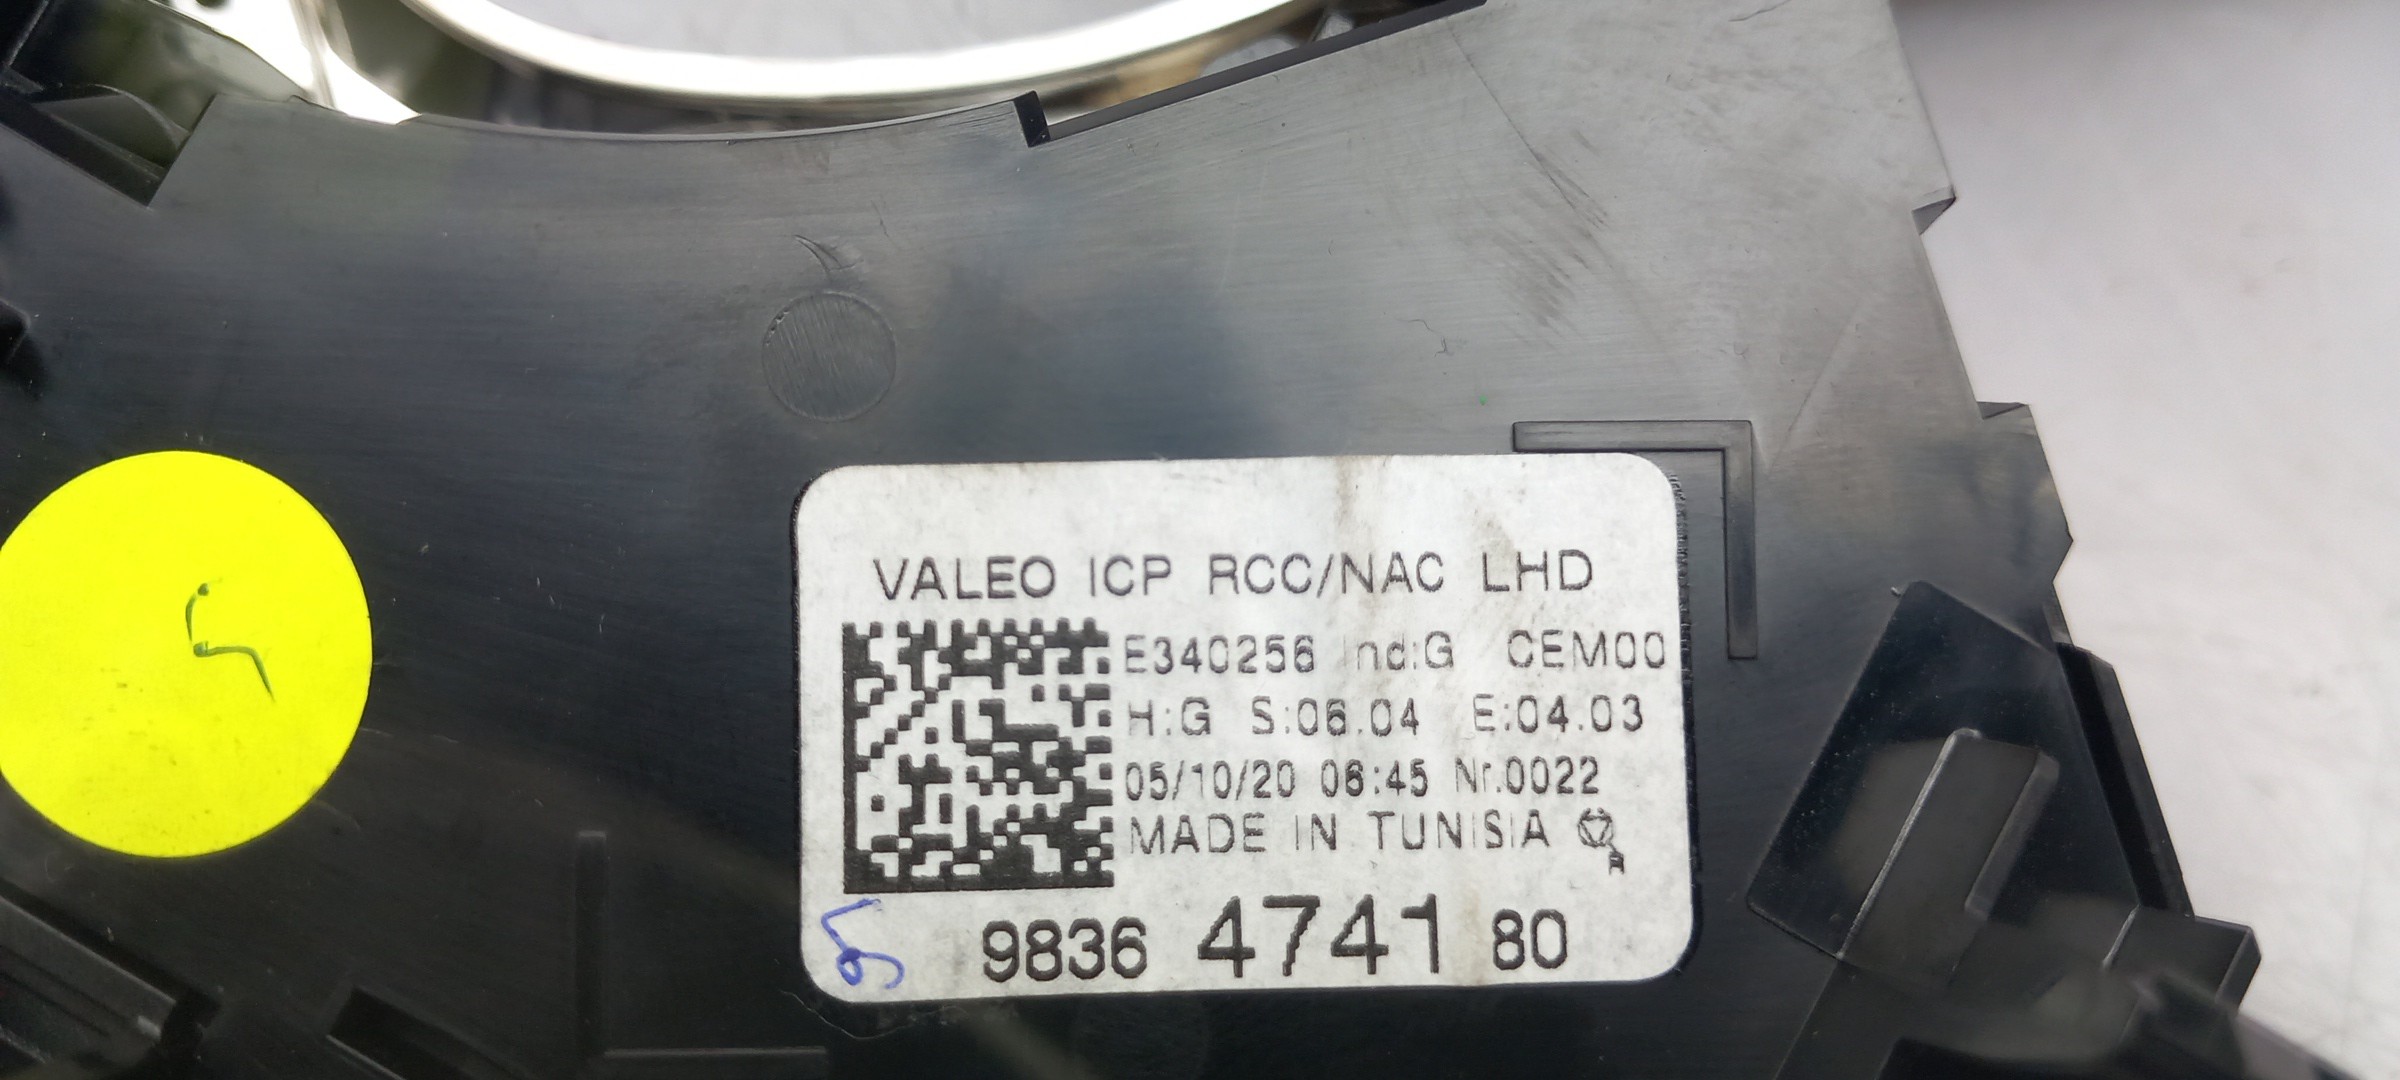 VALEO ICP RCC/NAC LHD
E340256 Ind:G CEM00
H:G S:06.04 E:04.03
05/10/20 06:45 Nr.0022
MADE IN TUNISIA
9836 4741 80